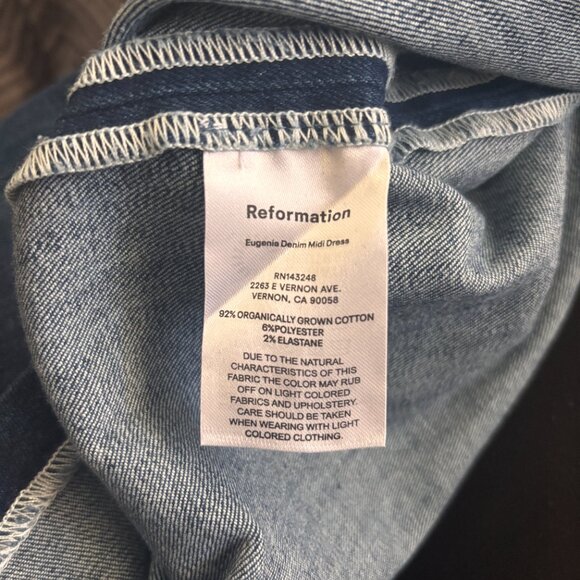 Reformation
Eugenia Denim Midi Dress
RN143248
2263 E VERNON AVE.
VERNON, CA 90058
92% ORGANICALLY GROWN COTTON
6%POLYESTER
2% ELASTANE
DUE TO THE NATURAL
CHARACTERISTICS OF THIS
FABRIC THE COLOR MAY RUB
OFF ON LIGHT COLORED
FABRICS AND UPHOLSTERY.
CARE SHOULD BE TAKEN
WHEN WEARING WITH LIGHT
COLORED CLOTHING.